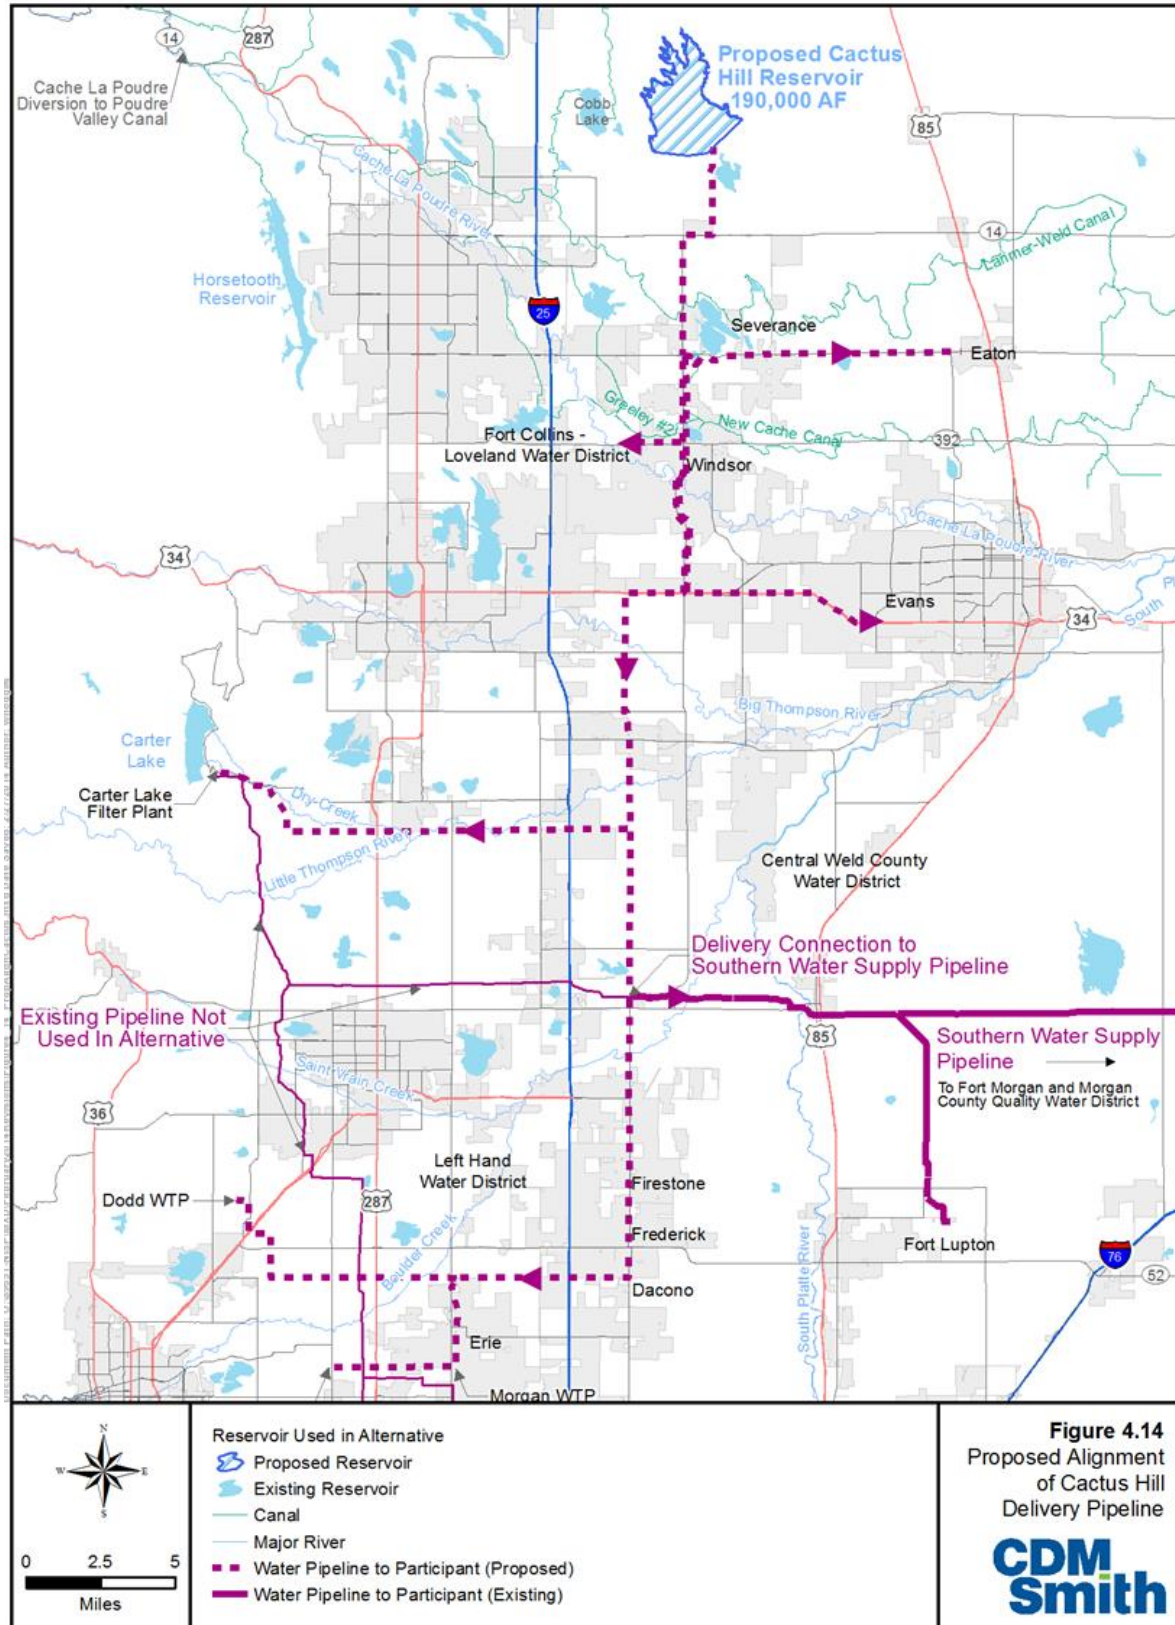 14
287
Cache La Poudre
Diversion to Poudre
Valley Canal
Cobb
Lake
Proposed Cactus
Hill Reservoir
190,000 AF
85
Cache La Poudre River
14
Larimer-Weld Canal
Horsetooth
Reservoir
25
Severance
Eaton
Greeley #2
New Cache Canal
392
Fort Collins -
Loveland Water District
Windsor
Cache La Poudre River
34
Evans
34
South
Big Thompson River
Carter
Lake
Carter Lake
Filter Plant
Dry Creek
Little Thompson River
Central Weld County
Water District
Delivery Connection to
Southern Water Supply Pipeline
Existing Pipeline Not
Used In Alternative
85
Southern Water Supply
Pipeline
To Fort Morgan and Morgan
County Quality Water District
Saint Vrain Creek
36
Left Hand
Water District
Firestone
Dodd WTP
287
Frederick
Fort Lupton
Boulder Creek
South Platte River
76
52
Dacono
Erie
Morgan WTP
N
W
E
S
0 2.5 5
Miles
Reservoir Used in Alternative
Proposed Reservoir
Existing Reservoir
Canal
Major River
Water Pipeline to Participant (Proposed)
Water Pipeline to Participant (Existing)
Figure 4.14
Proposed Alignment
of Cactus Hill
Delivery Pipeline
CDM
Smith